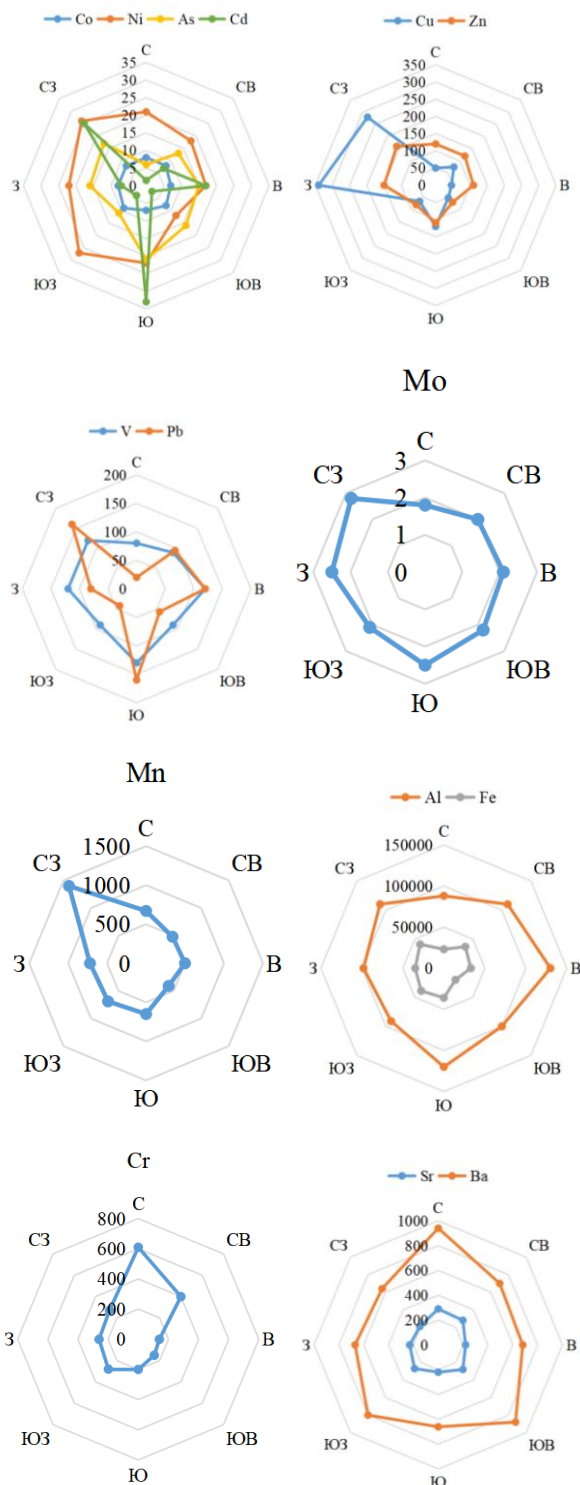 Co Ni As Cd
С
СВ
В
ЮВ
Ю
ЮЗ
З
СЗ
35
30
25
20
15
10
5
0
Cu Zn
С
СВ
В
ЮВ
Ю
ЮЗ
З
СЗ
350
300
250
200
150
100
50
0
V Pb
С
СВ
В
ЮВ
Ю
ЮЗ
З
СЗ
200
150
100
50
0
Mo
С
СВ
В
ЮВ
Ю
ЮЗ
З
СЗ
3
2
1
0
Mn
С
СВ
В
ЮВ
Ю
ЮЗ
З
СЗ
1500
1000
500
0
Al Fe
С
СВ
В
ЮВ
Ю
ЮЗ
З
СЗ
150000
100000
50000
0
Cr
С
СВ
В
ЮВ
Ю
ЮЗ
З
СЗ
800
600
400
200
0
Sr Ba
С
СВ
В
ЮВ
Ю
ЮЗ
З
СЗ
1000
800
600
400
200
0